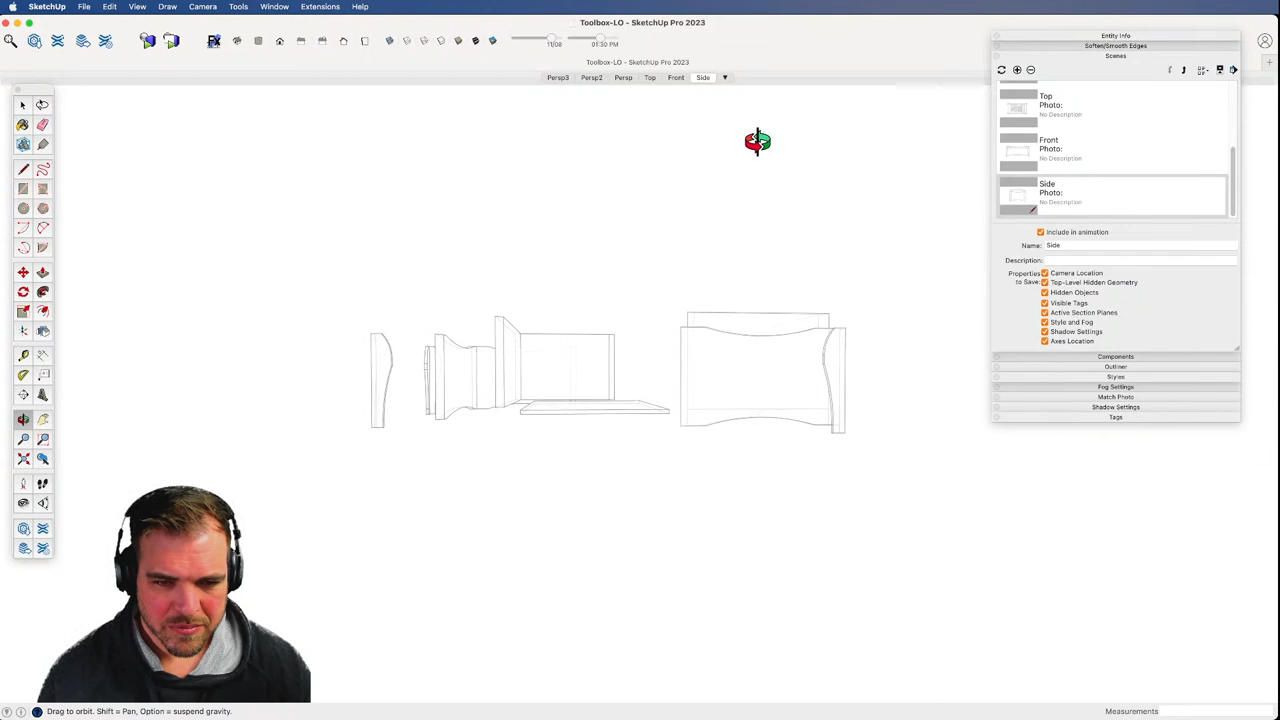 SketchUp File Edit View Draw Camera Tools Window Extensions Help
Toolbox-LO - SketchUp Pro 2023
11/08 01:30 PM
Toolbox-LO - SketchUp Pro 2023
Persp3 Persp2 Persp Top Front Side
Entity Info
Soften/Smooth Edges
Scenes
Top
Photo:
No Description
Front
Photo:
No Description
Side
Photo:
No Description
Include in animation
Name: Side
Description:
Properties to Save:
Camera Location
Top-Level Hidden Geometry
Hidden Objects
Visible Tags
Active Section Planes
Style and Fog
Shadow Settings
Axes Location
Components
Outliner
Styles
Fog Settings
Match Photo
Shadow Settings
Tags
Drag to orbit. Shift = Pan, Option = suspend gravity.
Measurements